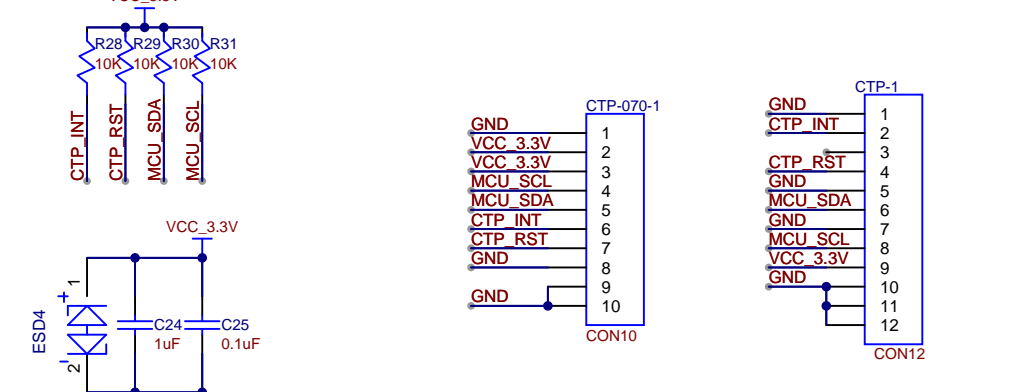 R28 R29 R30 R31
10K 10K 10K 10K
CTP_INT
CTP_RST
MCU_SDA
MCU_SCL
VCC_3.3V
1
2
ESD4
C24
1uF
C25
0.1uF
CTP-070-1
GND 1
VCC_3.3V 2
VCC_3.3V 3
MCU_SCL 4
MCU_SDA 5
CTP_INT 6
CTP_RST 7
GND 8
9
GND 10
CON10
CTP-1
GND 1
CTP_INT 2
3
CTP_RST 4
GND 5
MCU_SDA 6
GND 7
MCU_SCL 8
VCC_3.3V 9
GND 10
11
12
CON12